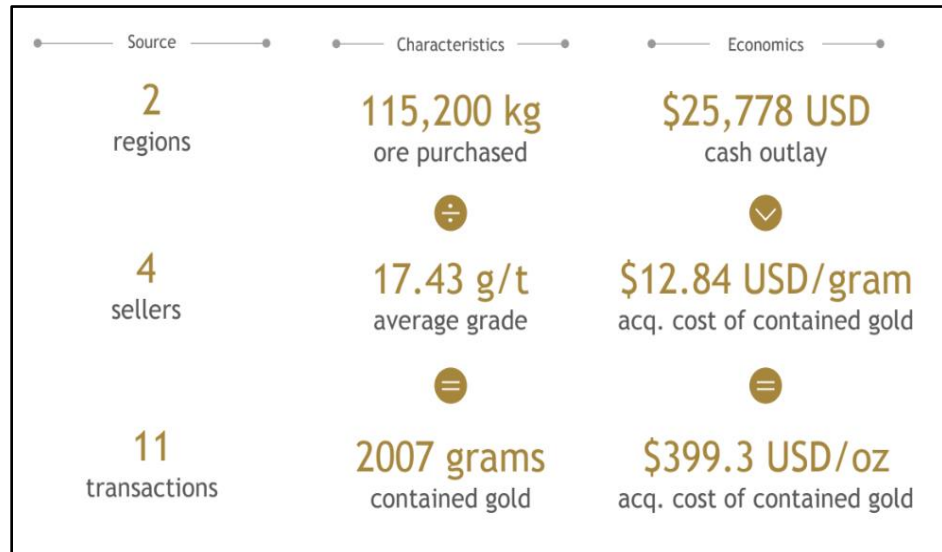 Source
2
regions
4
sellers
11
transactions
Characteristics
115,200 kg
ore purchased
÷
17.43 g/t
average grade
=
2007 grams
contained gold
Economics
$25,778 USD
cash outlay
$12.84 USD/gram
acq. cost of contained gold
=
$399.3 USD/oz
acq. cost of contained gold